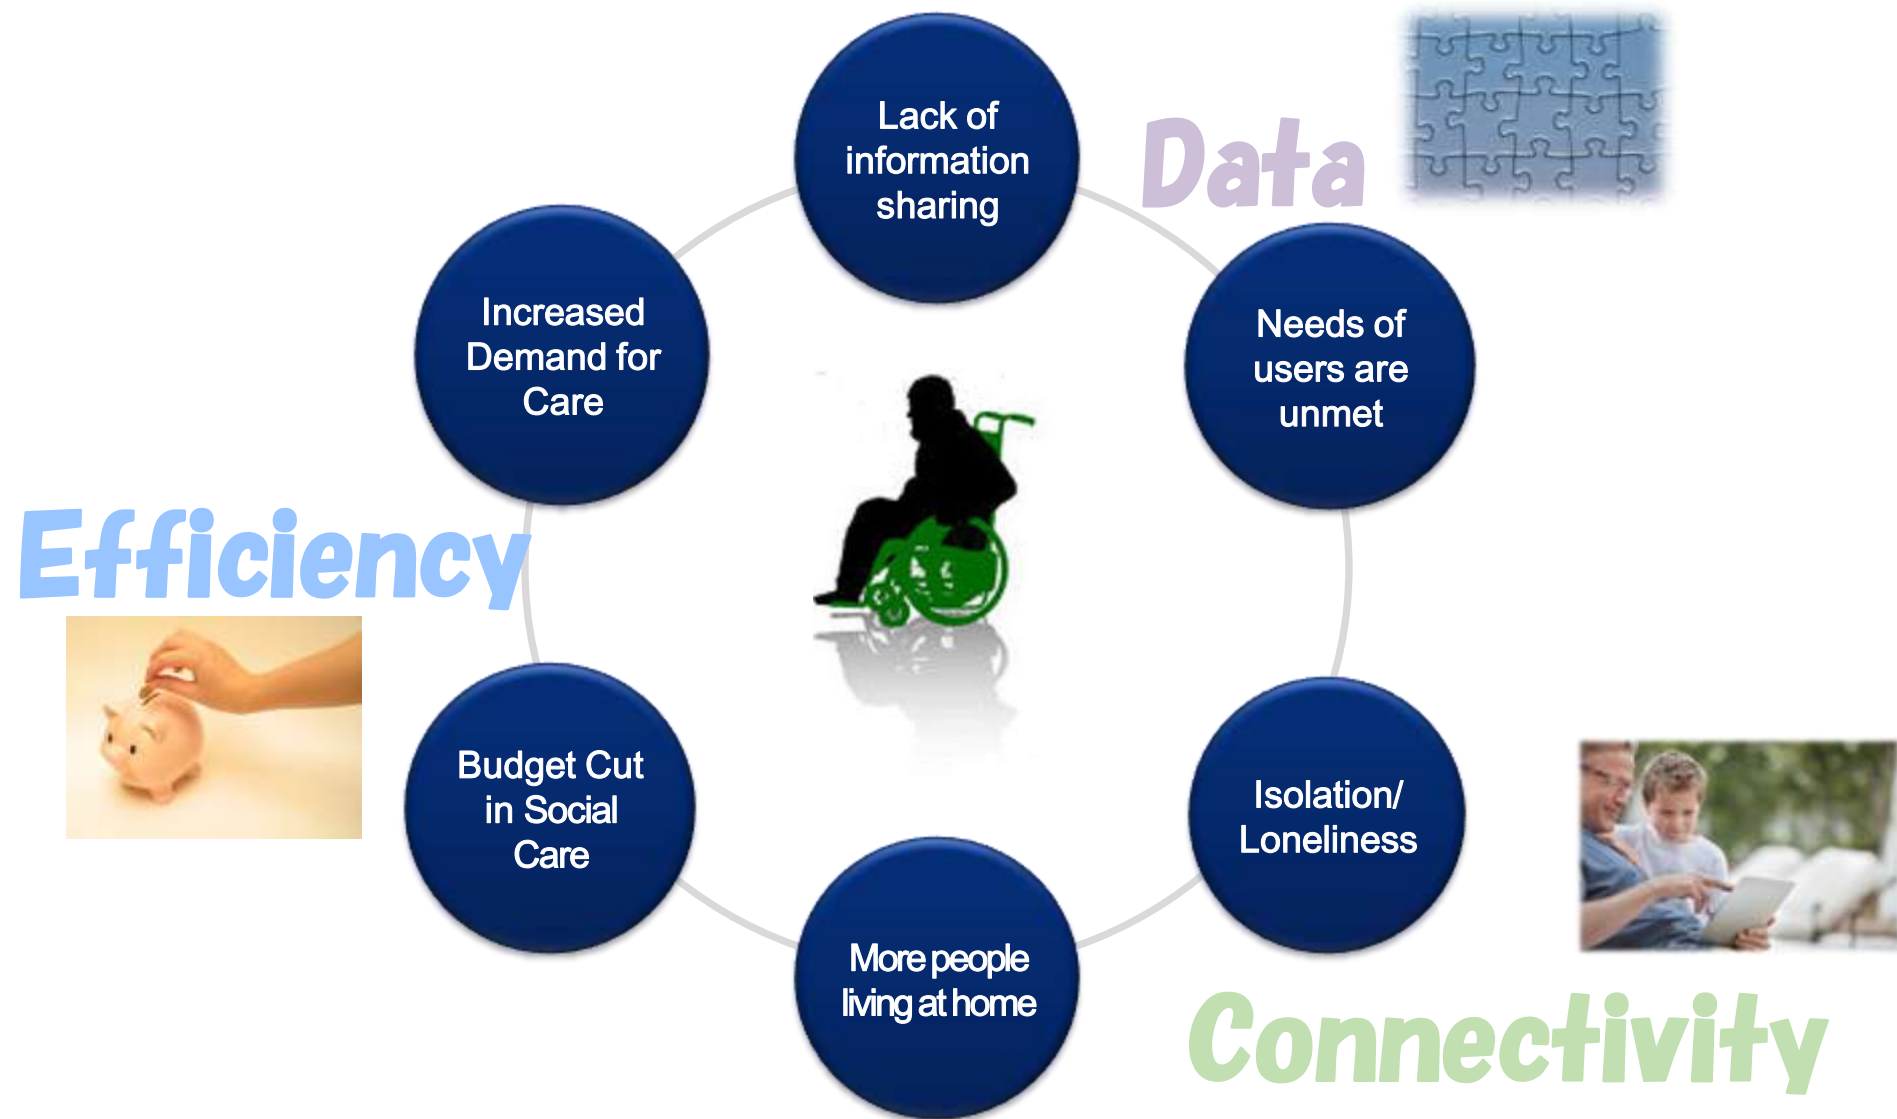 Lack of
information
sharing
Data
Needs of
users are
unmet
Isolation/
Loneliness
Connectivity
More people
living at home
Budget Cut
in Social
Care
Efficiency
Increased
Demand for
Care